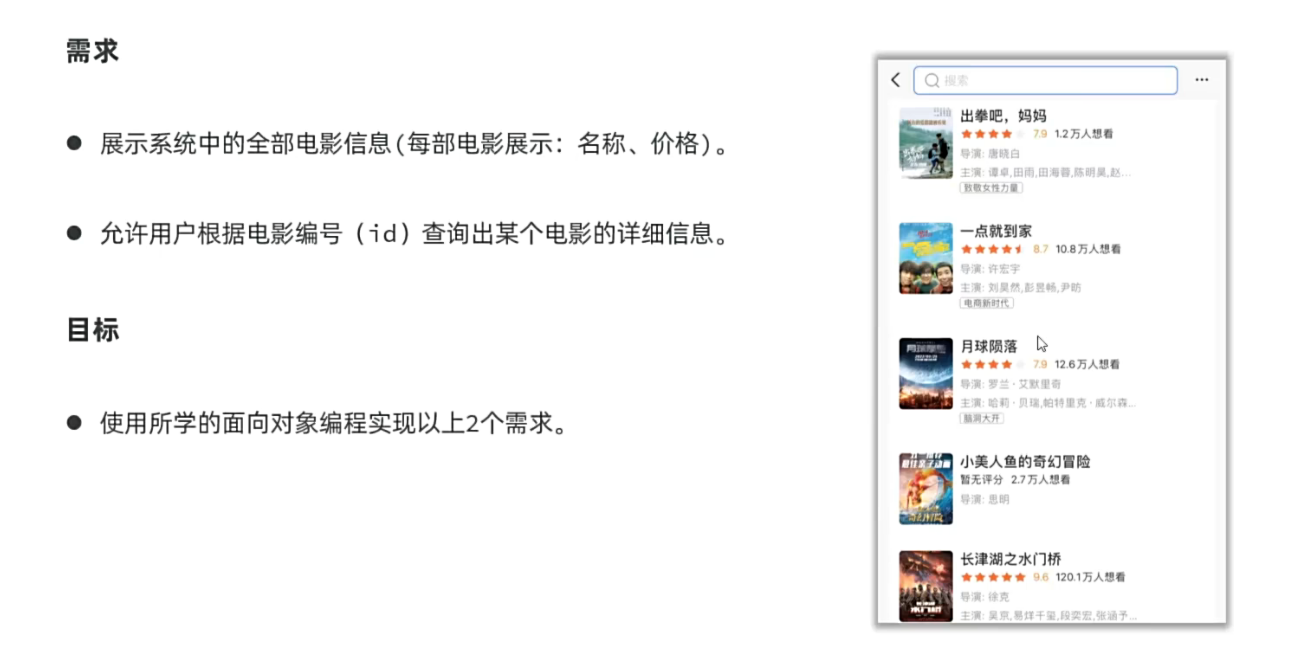 需求
● 展示系统中的全部电影信息(每部电影展示：名称、价格)。
● 允许用户根据电影编号（id）查询出某个电影的详细信息。
目标
● 使用所学的面向对象编程实现以上2个需求。
搜索
出拳吧，妈妈
7.9 1.2万人想看
导演: 唐晓白
主演: 谭卓,田雨,田海蓉,陈明昊,赵...
致敬女性力量
一点就到家
8.7 10.8万人想看
导演: 许宏宇
主演: 刘昊然,彭昱畅,尹昉
电商新时代
月球陨落
7.9 12.6万人想看
导演: 罗兰·艾默里奇
主演: 哈莉·贝瑞,帕特里克·威尔森...
脑洞大开
小美人鱼的奇幻冒险
暂无评分 2.7万人想看
导演: 思明
长津湖之水门桥
9.6 120.1万人想看
导演: 徐克
主演: 吴京,易烊千玺,段奕宏,张涵予...